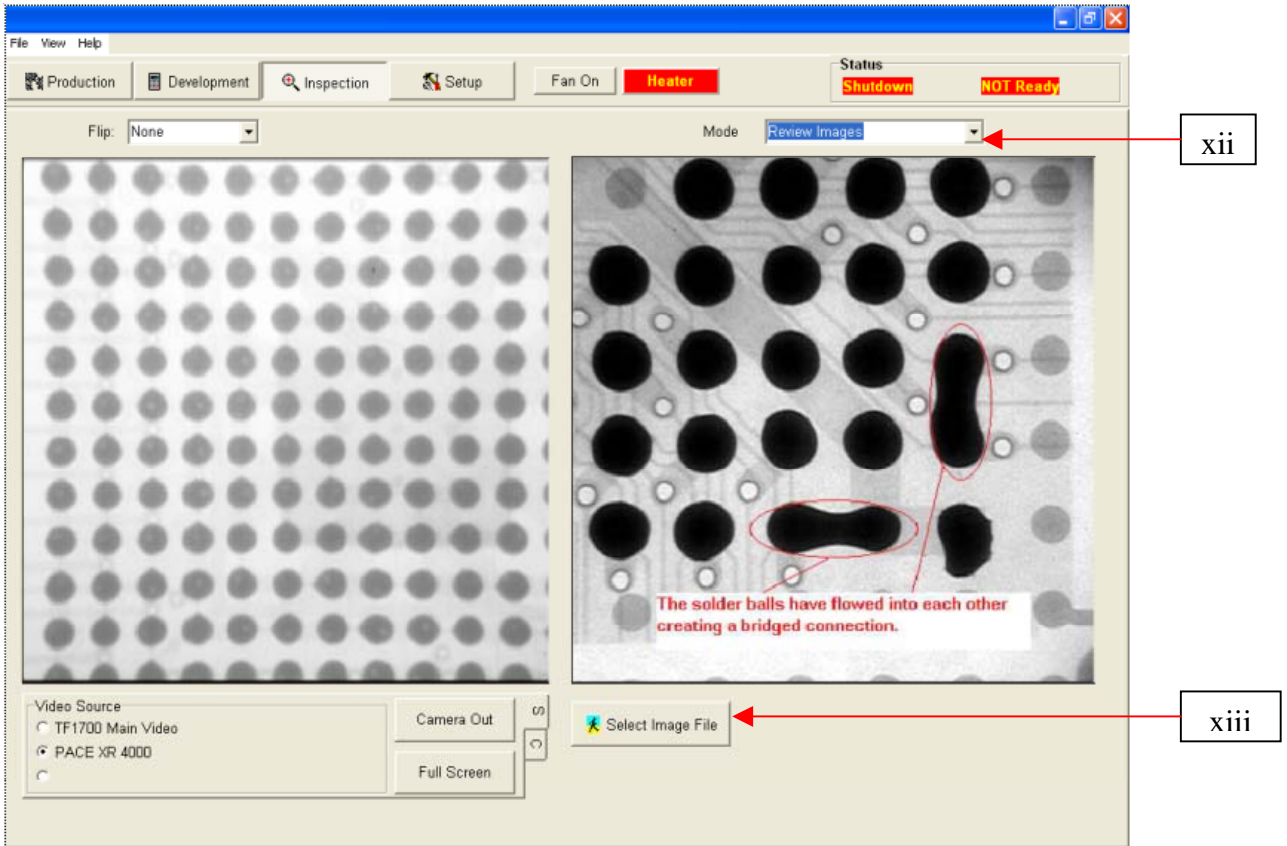 File View Help
Production Development Inspection Setup Fan On Heater Status
Shutdown NOT Ready
Flip: None Mode Review Images
xii
The solder balls have flowed into each other
creating a bridged connection.
Video Source
TF1700 Main Video
PACE XR 4000
Camera Out
Full Screen
S
C
Select Image File
xiii